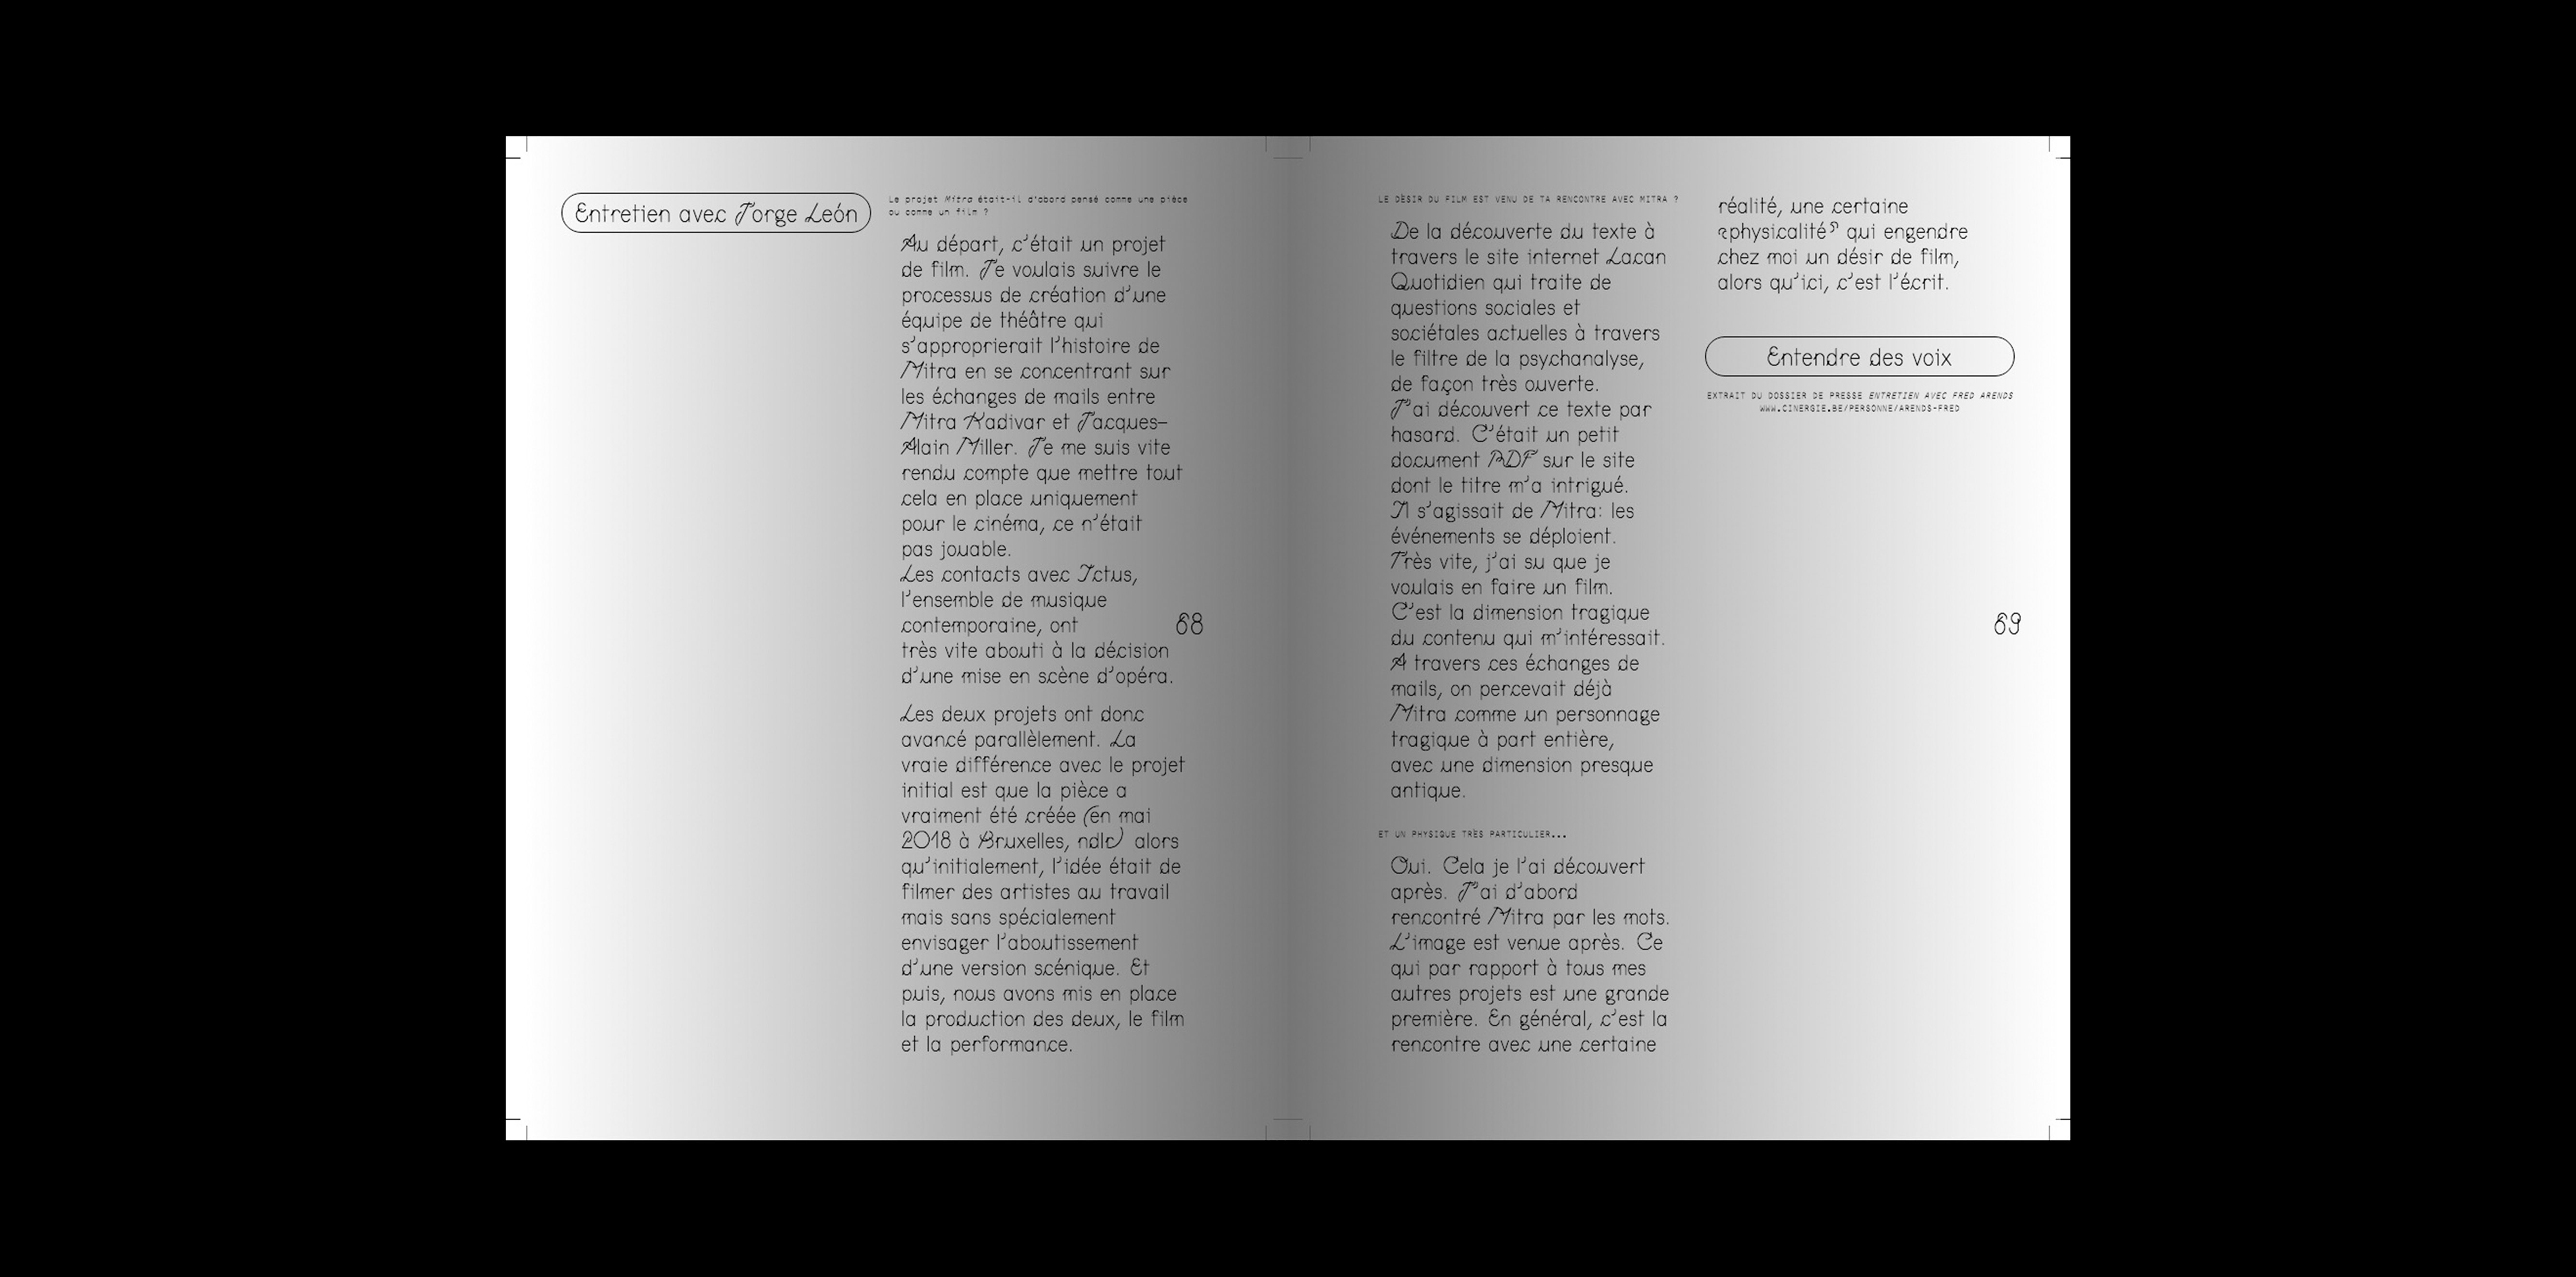 Entretien avec Jorge León
Le projet Mitra était-il d'abord pensé comme une pièce
ou comme un film ?
Au départ, c'était un projet
de film. Je voulais suivre le
processus de création d'une
équipe de théâtre qui
s'approprierait l'histoire de
Mitra en se concentrant sur
les échanges de mails entre
Mitra Kadivar et Jacques-
Alain Miller. Je me suis vite
rendu compte que mettre tout
cela en place uniquement
pour le cinéma, ce n'était
pas jouable.
Les contacts avec Ictus,
l'ensemble de musique
contemporaine, ont
très vite abouti à la décision
d'une mise en scène d'opéra.
Les deux projets ont donc
avancé parallèlement. La
vraie différence avec le projet
initial est que la pièce a
vraiment été créée (en mai
2018 à Bruxelles, ndlr) alors
qu'initialement, l'idée était de
filmer des artistes au travail
mais sans spécialement
envisager l'aboutissement
d'une version scénique. Et
puis, nous avons mis en place
la production des deux, le film
et la performance.
68
LE DÉSIR DU FILM EST VENU DE TA RENCONTRE AVEC MITRA ?
De la découverte du texte à
travers le site internet Lacan
Quotidien qui traite de
questions sociales et
sociétales actuelles à travers
le filtre de la psychanalyse,
de façon très ouverte.
J'ai découvert ce texte par
hasard. C'était un petit
document PDF sur le site
dont le titre m'a intrigué.
Il s'agissait de Mitra: les
événements se déploient.
Très vite, j'ai su que je
voulais en faire un film.
C'est la dimension tragique
du contenu qui m'intéressait.
A travers ces échanges de
mails, on percevait déjà
Mitra comme un personnage
tragique à part entière,
avec une dimension presque
antique.
ET UN PHYSIQUE TRÈS PARTICULIER...
Oui. Cela je l'ai découvert
après. J'ai d'abord
rencontré Mitra par les mots.
L'image est venue après. Ce
qui par rapport à tous mes
autres projets est une grande
première. En général, c'est la
rencontre avec une certaine
réalité, une certaine
"physicalité" qui engendre
chez moi un désir de film,
alors qu'ici, c'est l'écrit.
Entendre des voix
EXTRAIT DU DOSSIER DE PRESSE ENTRETIEN AVEC FRED ARENDS
WWW.CINERGIE.BE/PERSONNE/ARENDS-FRED
69